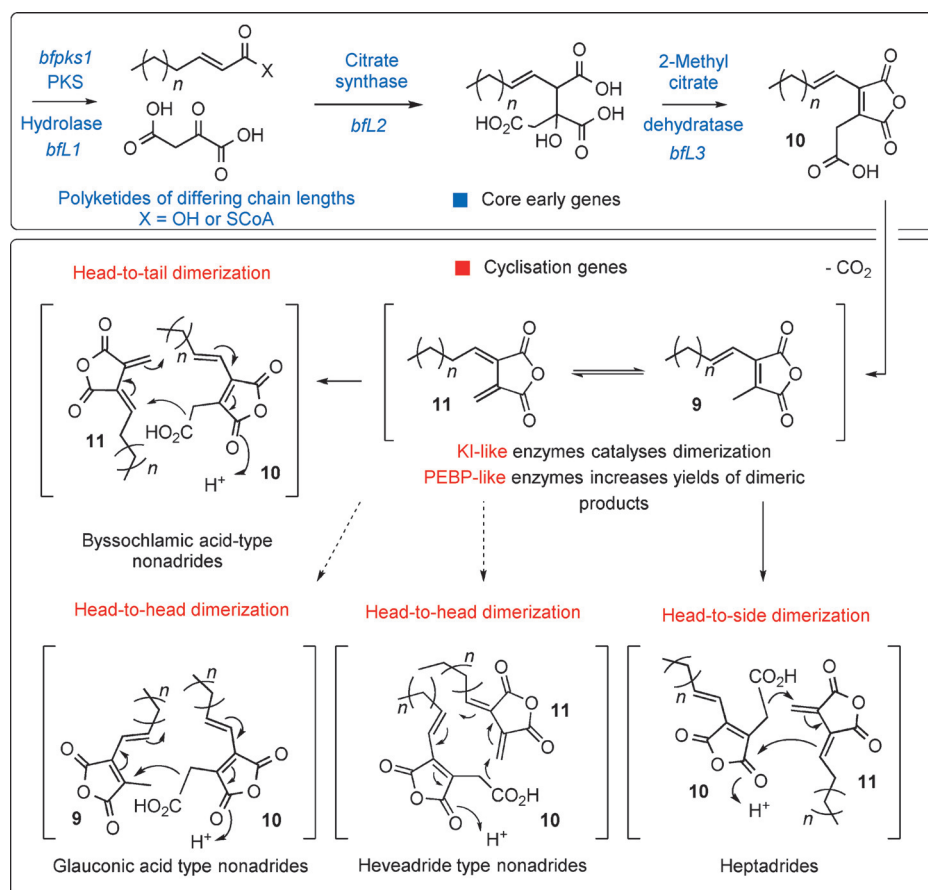 bfpks1
PKS
Hydrolase
bfL1
n
O
X
O
HO
O
OH
O
Polyketides of differing chain lengths
X = OH or SCoA
Citrate
synthase
bfL2
n
O
OH
O
OH
HO2C
HO
O
OH
Core early genes
2-Methyl
citrate
dehydratase
bfL3
n
O
O
O
10
O
OH
Head-to-tail dimerization
Cyclisation genes
- CO2
O
O
O
11
n
n
O
O
O
HO2C
H+
10
n
O
O
O
11
n
O
O
O
9
KI-like enzymes catalyses dimerization
PEBP-like enzymes increases yields of dimeric
products
Byssochlamic acid-type
nonadrides
Head-to-head dimerization
Head-to-head dimerization
Head-to-side dimerization
n
n
O
O
O
9
HO2C
O
O
O
H+
10
n
n
O
O
O
11
O
O
O
CO2H
10
H+
n
CO2H
O
O
O
10
H+
O
O
O
11
n
Glauconic acid type nonadrides
Heveadride type nonadrides
Heptadrides